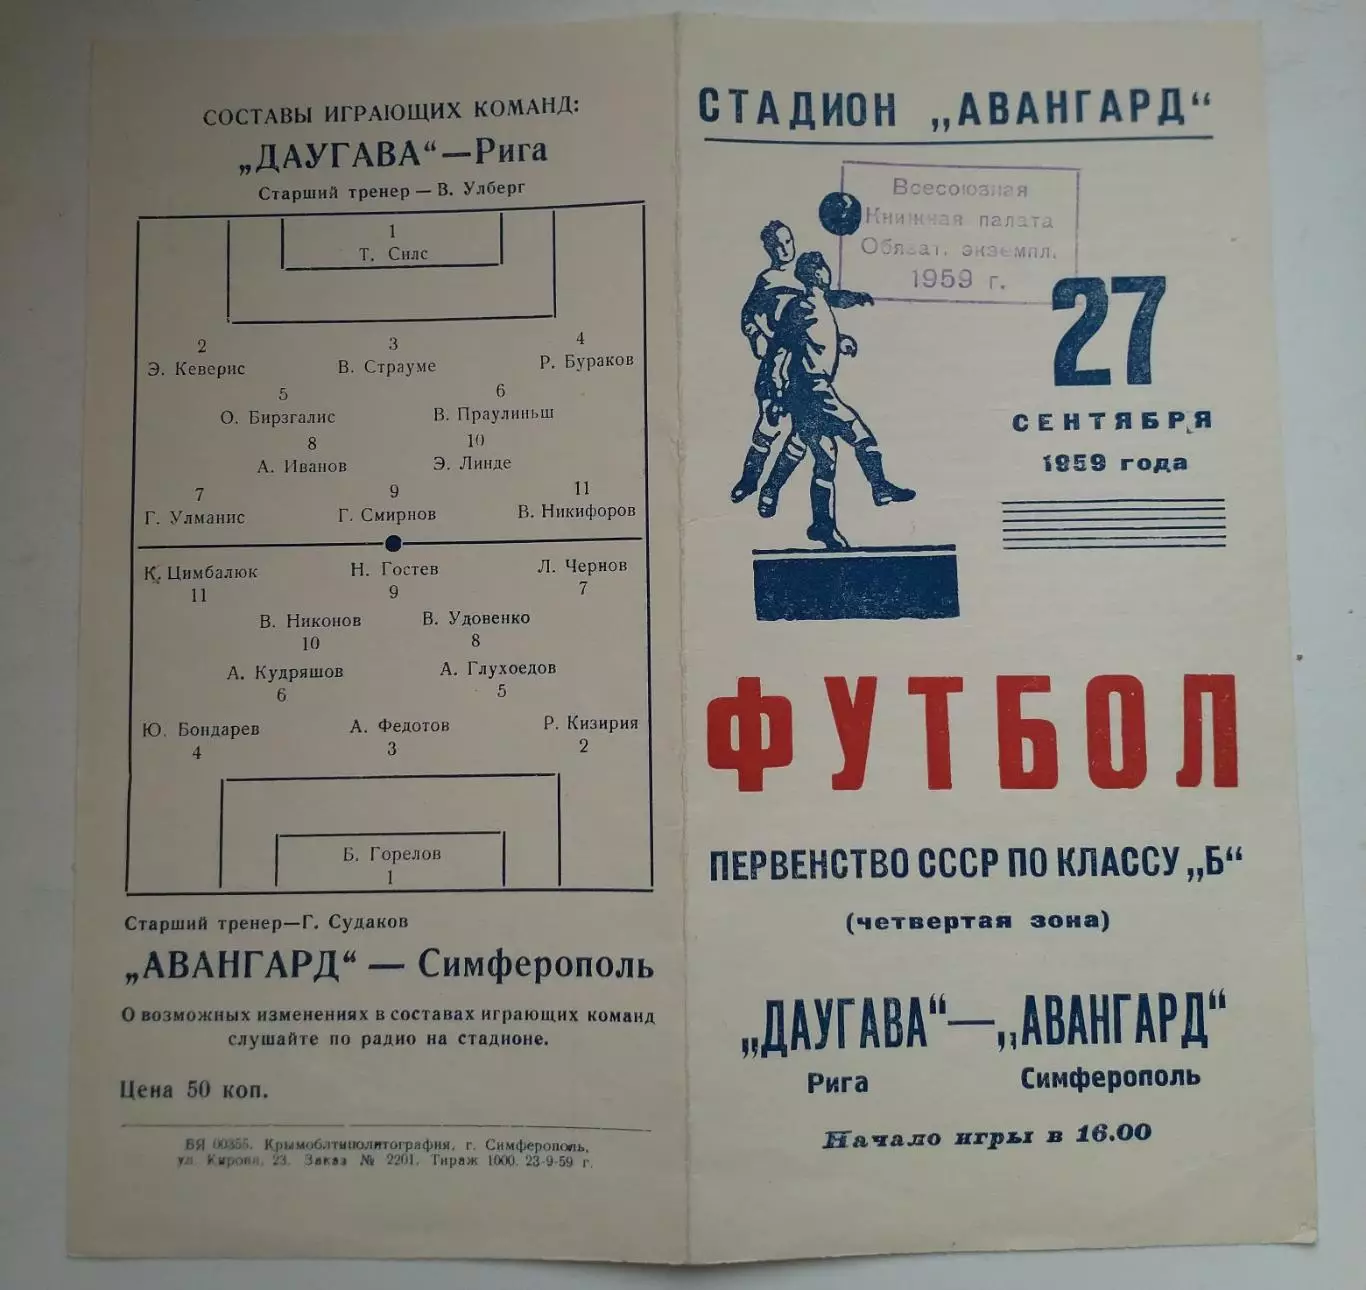 СОСТАВЫ ИГРАЮЩИХ КОМАНД:
„ДАУГАВА“—Рига
Старший тренер — В. Улберг
1
Т. Силс
2 3 4
Э. Кеверис В. Страуме Р. Бураков
5 6
О. Бирзгалис В. Праулиньш
8 10
А. Иванов Э. Линде
7 9 11
Г. Улманис Г. Смирнов В. Никифоров
К. Цимбалюк Н. Гостев Л. Чернов
11 9 7
В. Никонов В. Удовенко
10 8
А. Кудряшов А. Глухоедов
6 5
Ю. Бондарев А. Федотов Р. Кизирия
4 3 2
Б. Горелов
1
Старший тренер—Г. Судаков
„АВАНГАРД“ — Симферополь
О возможных изменениях в составах играющих команд
слушайте по радио на стадионе.
Цена 50 коп.
БЯ 00355. Крымоблтиполитография, г. Симферополь,
ул. Кирова, 23. Заказ № 2201. Тираж 1000. 23-9-59 г.
СТАДИОН „АВАНГАРД“
Всесоюзная
Книжная палата
Обязат. экземпл.
1959 г.
27
СЕНТЯБРЯ
1959 года
ФУТБОЛ
ПЕРВЕНСТВО СССР ПО КЛАССУ „Б“
(четвертая зона)
„ДАУГАВА“—„АВАНГАРД“
Рига Симферополь
Начало игры в 16.00